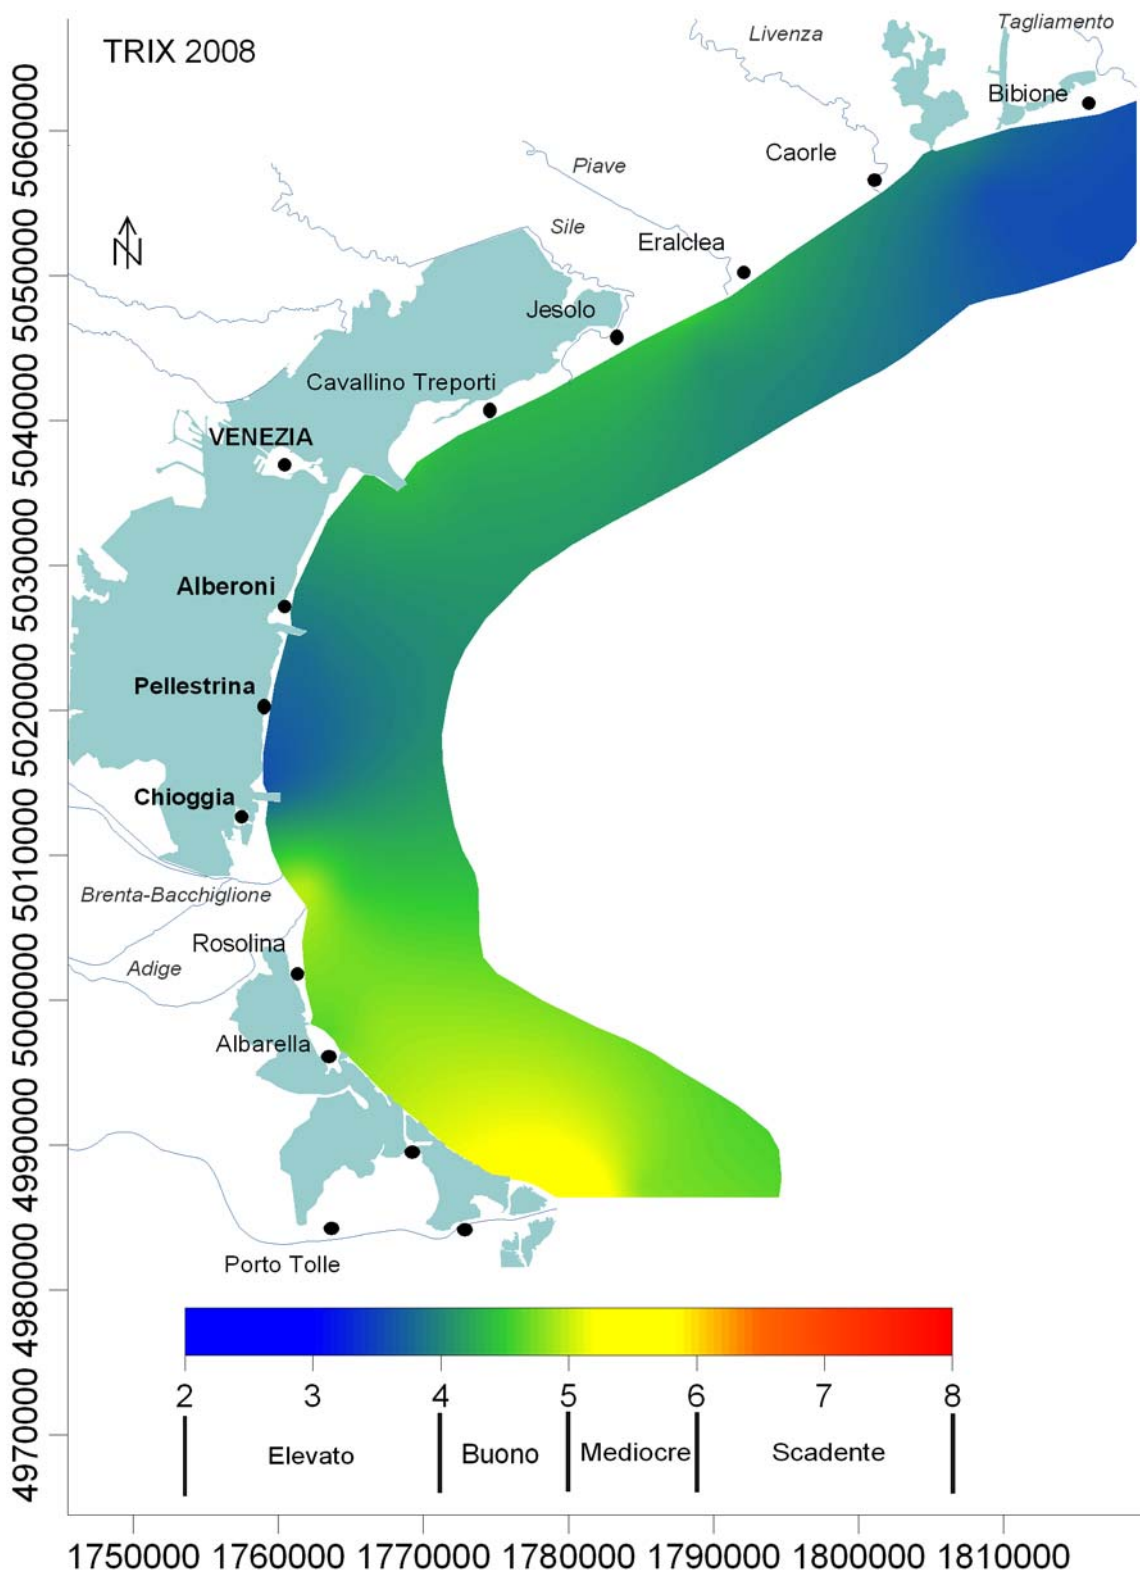 TRIX 2008
Livenza
Tagliamento
Bibione
Caorle
Piave
Sile
Eralclea
Jesolo
Cavallino Treporti
VENEZIA
N
Alberoni
Pellestrina
Chioggia
Brenta-Bacchiglione
Rosolina
Adige
Albarella
Porto Tolle
5060000
5050000
5040000
5030000
5020000
5010000
5000000
4990000
4980000
4970000
2 3 4 5 6 7 8
Elevato Buono Mediocre Scadente
1750000 1760000 1770000 1780000 1790000 1800000 1810000